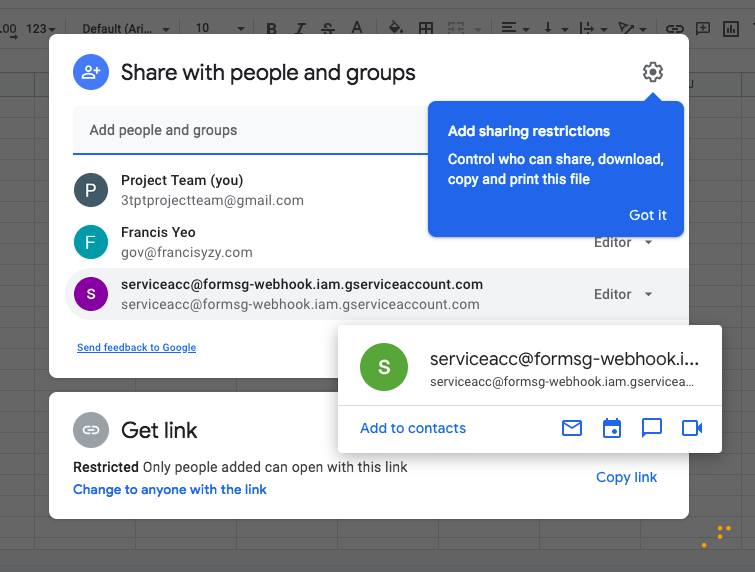 .00 123 Default (Ari... 10 B I S A
Share with people and groups
Add people and groups
Add sharing restrictions
Control who can share, download,
copy and print this file
Got it
P
Project Team (you)
3tptprojectteam@gmail.com
F
Francis Yeo
gov@francisyzy.com
Editor
S
serviceacc@formsg-webhook.iam.gserviceaccount.com
serviceacc@formsg-webhook.iam.gserviceaccount.com
Editor
Send feedback to Google
S
serviceacc@formsg-webhook.i...
serviceacc@formsg-webhook.iam.gservicea...
Add to contacts
Get link
Restricted Only people added can open with this link
Change to anyone with the link
Copy link